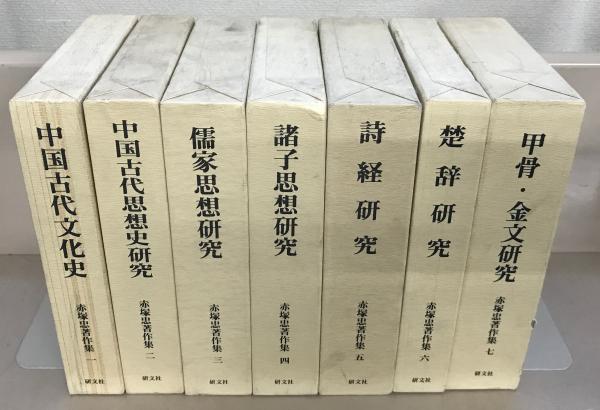 中国古代文化史
赤塚忠著作集 一
研文社
中国古代思想史研究
赤塚忠著作集 二
研文社
儒家思想研究
赤塚忠著作集 三
研文社
諸子思想研究
赤塚忠著作集 四
研文社
詩経研究
赤塚忠著作集 五
研文社
楚辞研究
赤塚忠著作集 六
研文社
甲骨・金文研究
赤塚忠著作集 七
研文社